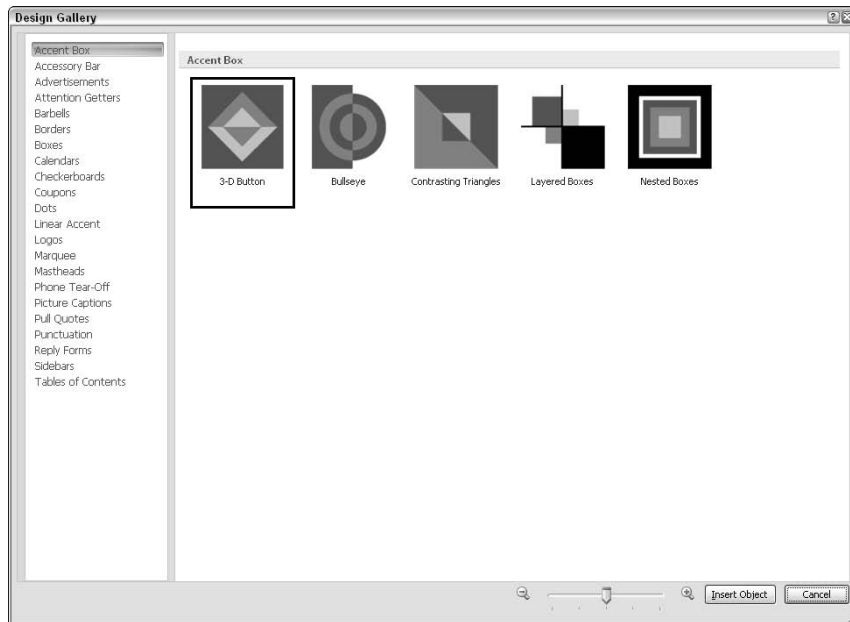 Design Gallery
Accent Box
Accessory Bar
Advertisements
Attention Getters
Barbells
Borders
Boxes
Calendars
Checkerboards
Coupons
Dots
Linear Accent
Logos
Marquee
Mastheads
Phone Tear-Off
Picture Captions
Pull Quotes
Punctuation
Reply Forms
Sidebars
Tables of Contents
Accent Box
3-D Button Bullseye Contrasting Triangles Layered Boxes Nested Boxes
Insert Object Cancel